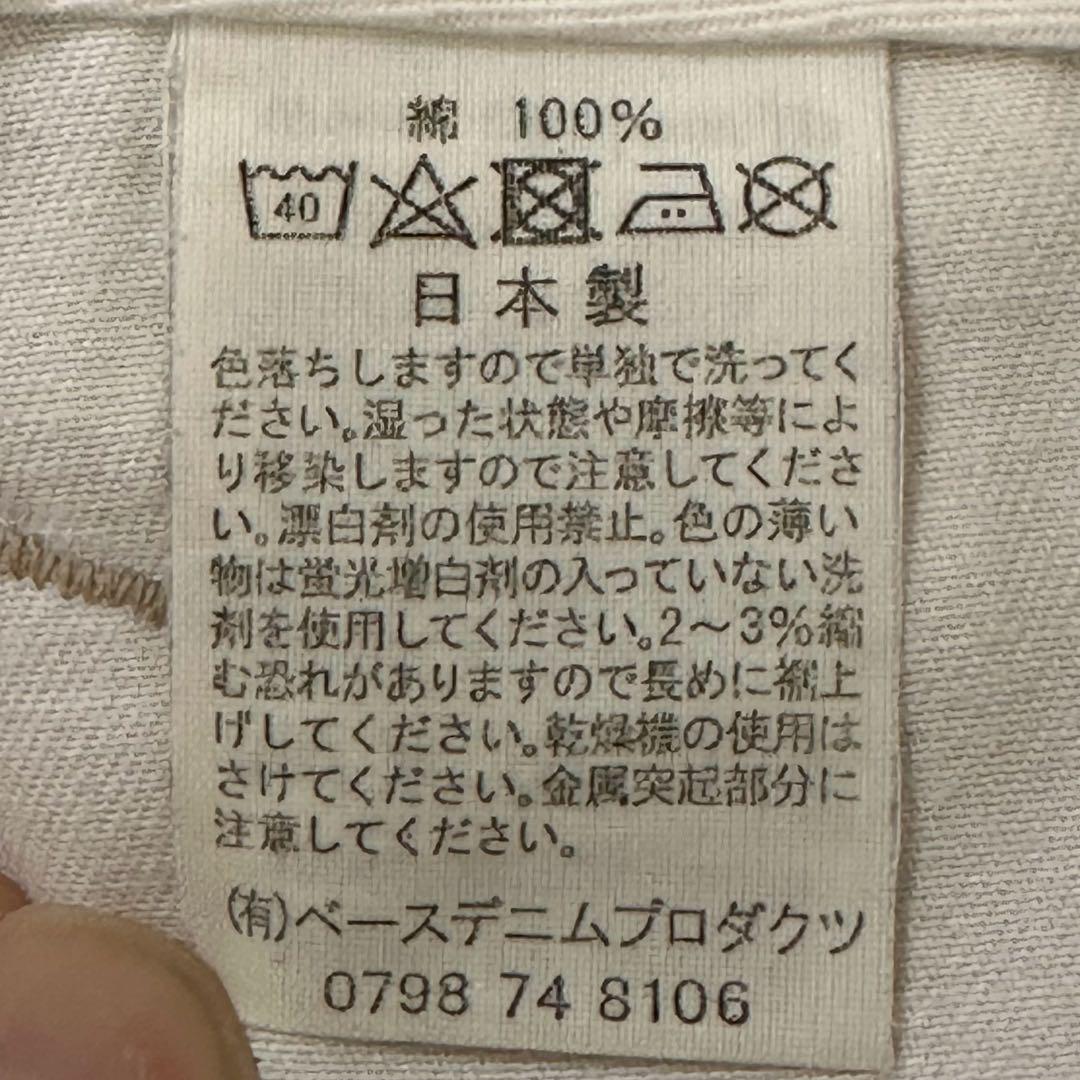 綿 100%
40
日本製
色落ちしますので単独で洗ってく
ださい。湿った状態や摩擦等によ
り移染しますので注意してくださ
い。漂白剤の使用禁止。色の薄い
物は蛍光増白剤の入っていない洗
剤を使用してください。2～3%縮
む恐れがありますので長めに裾上
げしてください。乾燥機の使用は
さけてください。金属突起部分に
注意してください。
(有)ベースデニムプロダクツ
0798 74 8106